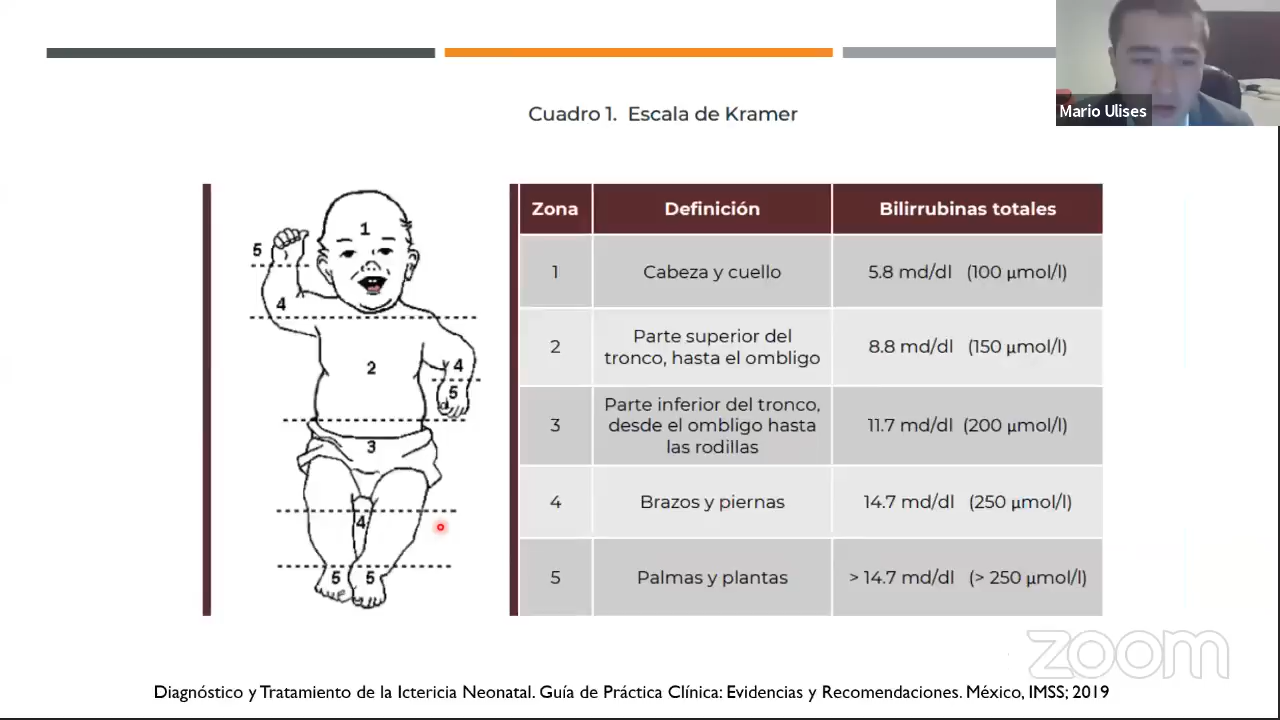 Mario Ulises
Cuadro 1. Escala de Kramer
1
5
4
2
4
5
3
4
5 5
Zona Definición Bilirrubinas totales
1 Cabeza y cuello 5.8 md/dl (100 µmol/l)
2 Parte superior del tronco, hasta el ombligo 8.8 md/dl (150 µmol/l)
3 Parte inferior del tronco, desde el ombligo hasta las rodillas 11.7 md/dl (200 µmol/l)
4 Brazos y piernas 14.7 md/dl (250 µmol/l)
5 Palmas y plantas > 14.7 md/dl (> 250 µmol/l)
zoom
Diagnóstico y Tratamiento de la Ictericia Neonatal. Guía de Práctica Clínica: Evidencias y Recomendaciones. México, IMSS; 2019